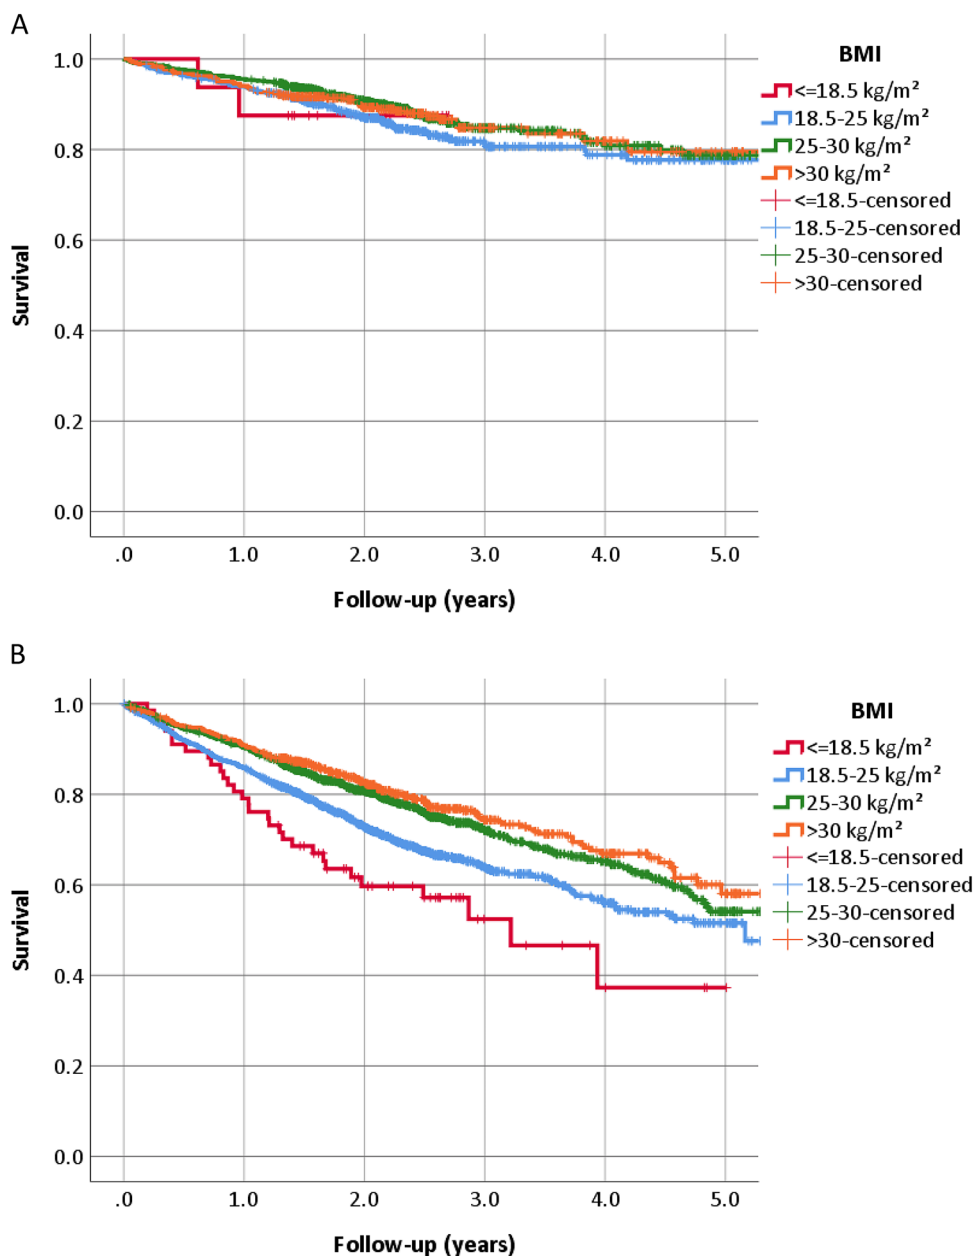 A
BMI
<=18.5 kg/m²
18.5-25 kg/m²
25-30 kg/m²
>30 kg/m²
<=18.5-censored
18.5-25-censored
25-30-censored
>30-censored
Survival
1.0
0.8
0.6
0.4
0.2
0.0
.0 1.0 2.0 3.0 4.0 5.0
Follow-up (years)
B
BMI
<=18.5 kg/m²
18.5-25 kg/m²
25-30 kg/m²
>30 kg/m²
<=18.5-censored
18.5-25-censored
25-30-censored
>30-censored
Survival
1.0
0.8
0.6
0.4
0.2
0.0
.0 1.0 2.0 3.0 4.0 5.0
Follow-up (years)